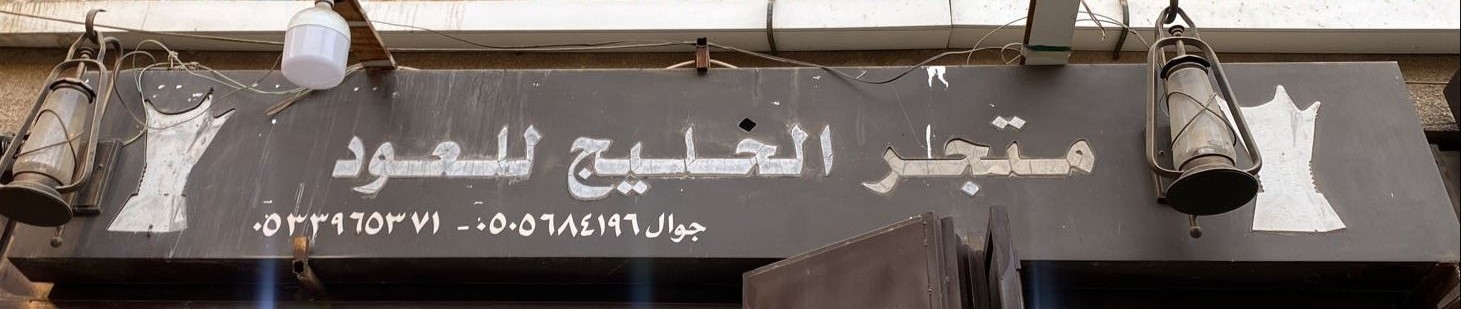 متجر الخليج للعود
جوال ٠٥٠٥٦٨٤١٩٦ - ٠٥٣٣٩٦٥٣٧١